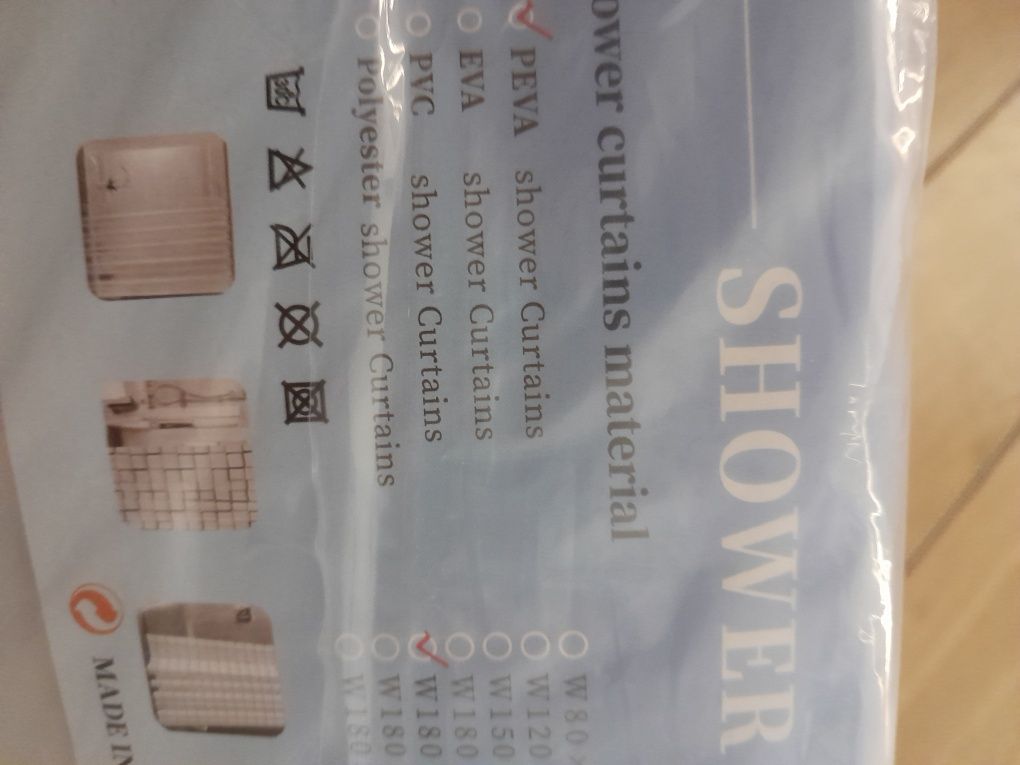 SHOWER
ower curtains material
PEVA shower Curtains
EVA shower Curtains
PVC shower Curtains
Polyester shower Curtains
W80×
W120
W150
W180
W180
W180
W180
MADE IN